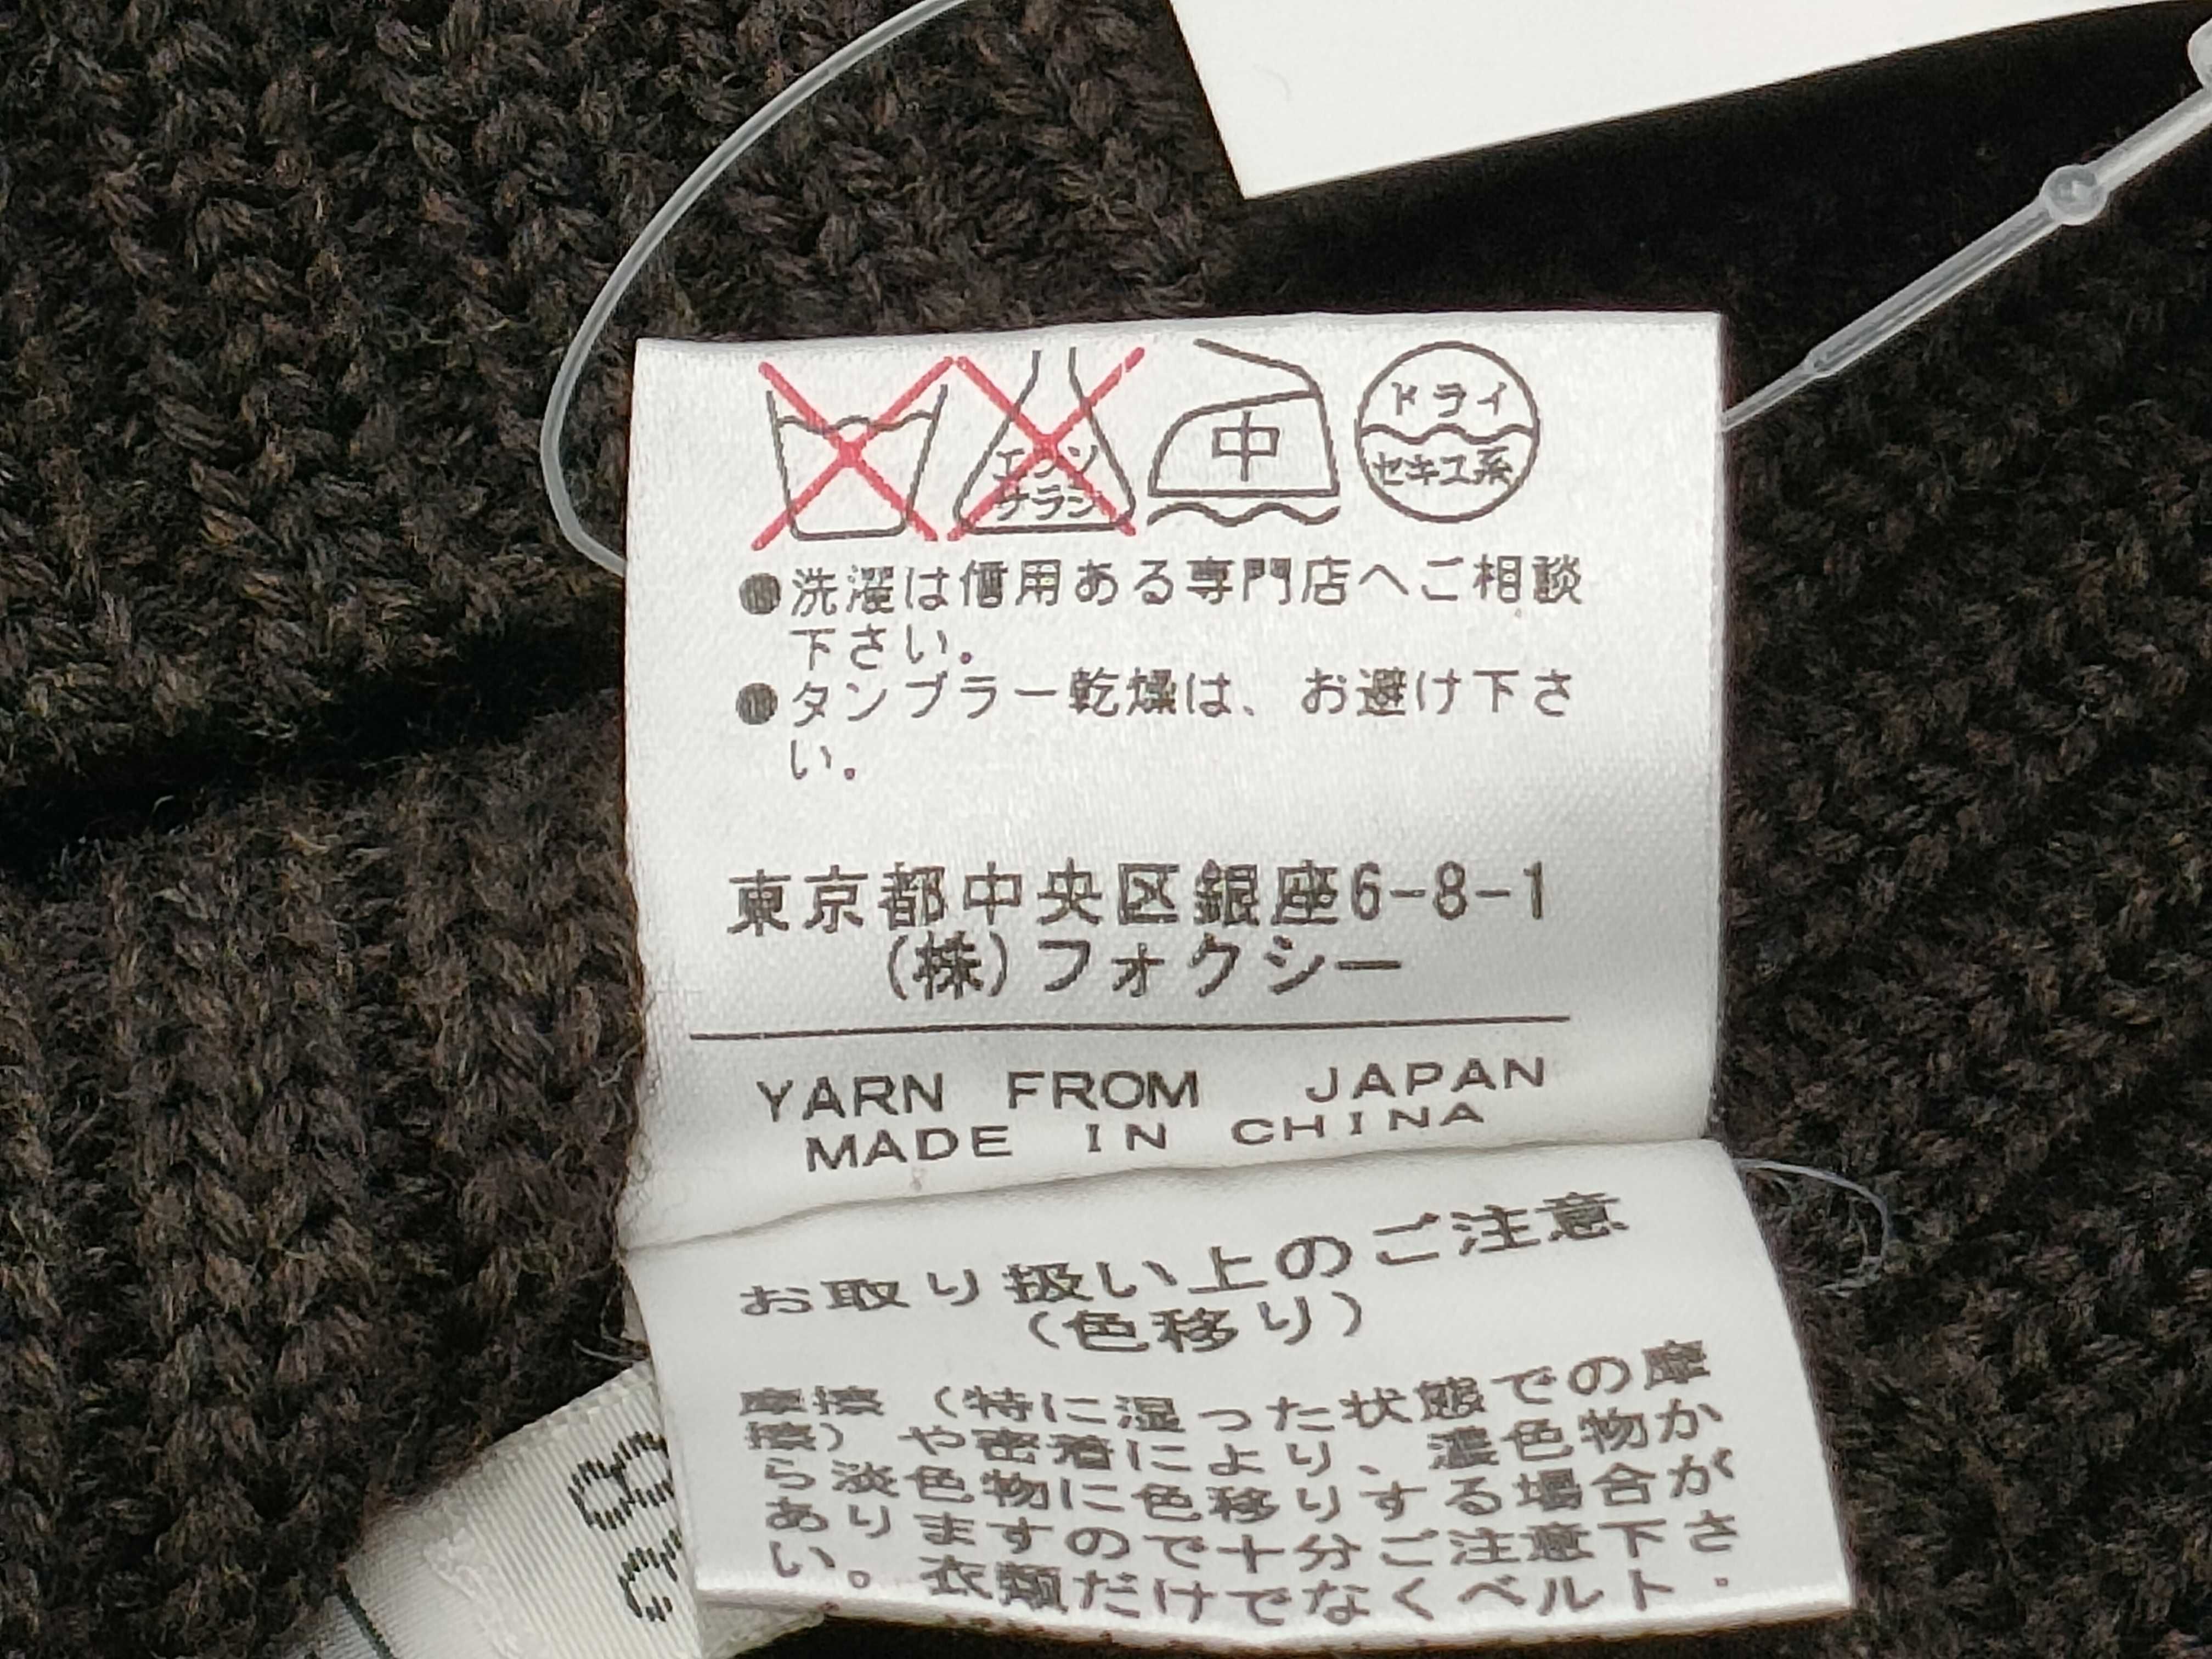 エンソ
サラシ
中
ドライ
セキユ系
●洗濯は信用ある専門店へご相談
下さい。
●タンブラー乾燥は、お避け下さ
い。
東京都中央区銀座6-8-1
(株)フォクシー
YARN FROM JAPAN
MADE IN CHINA
お取り扱い上のご注意
(色移り)
摩擦(特に湿った状態での摩
擦)や密着により、濃色物か
ら淡色物に色移りする場合が
ありますので十分ご注意下さ
い。衣類だけでなくベルト・